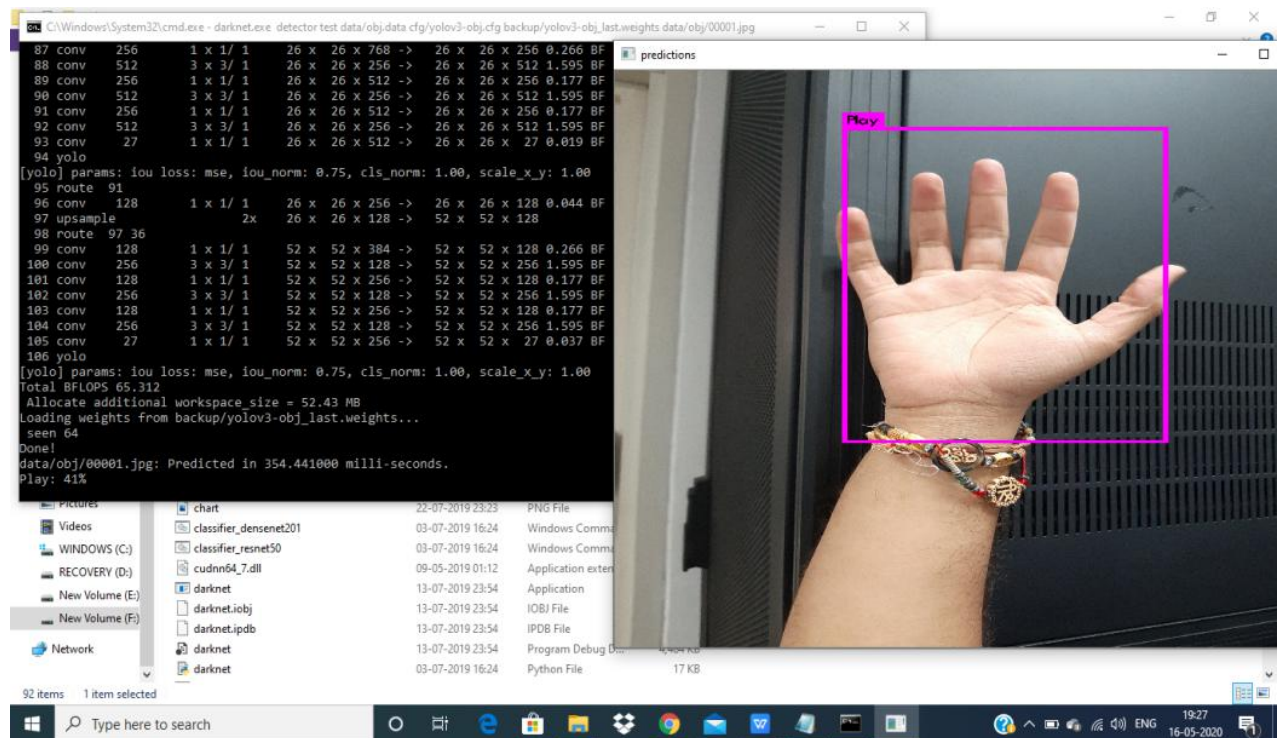 C:\Windows\System32\cmd.exe - darknet.exe  detector test data/obj.data cfg/yolov3-obj.cfg backup/yolov3-obj_last.weights data/obj/00001.jpg
87 conv    256       1 x 1/ 1     26 x  26 x 768 ->   26 x  26 x 256 0.266 BF
88 conv    512       3 x 3/ 1     26 x  26 x 256 ->   26 x  26 x 512 1.595 BF
89 conv    256       1 x 1/ 1     26 x  26 x 512 ->   26 x  26 x 256 0.177 BF
90 conv    512       3 x 3/ 1     26 x  26 x 256 ->   26 x  26 x 512 1.595 BF
91 conv    256       1 x 1/ 1     26 x  26 x 512 ->   26 x  26 x 256 0.177 BF
92 conv    512       3 x 3/ 1     26 x  26 x 256 ->   26 x  26 x 512 1.595 BF
93 conv     27       1 x 1/ 1     26 x  26 x 512 ->   26 x  26 x  27 0.019 BF
94 yolo
[yolo] params: iou loss: mse, iou_norm: 0.75, cls_norm: 1.00, scale_x_y: 1.00
95 route  91
96 conv    128       1 x 1/ 1     26 x  26 x 256 ->   26 x  26 x 128 0.044 BF
97 upsample                 2x    26 x  26 x 128 ->   52 x  52 x 128
98 route  97 36
99 conv    128       1 x 1/ 1     52 x  52 x 384 ->   52 x  52 x 128 0.266 BF
100 conv    256       3 x 3/ 1     52 x  52 x 128 ->   52 x  52 x 256 1.595 BF
101 conv    128       1 x 1/ 1     52 x  52 x 256 ->   52 x  52 x 128 0.177 BF
102 conv    256       3 x 3/ 1     52 x  52 x 128 ->   52 x  52 x 256 1.595 BF
103 conv    128       1 x 1/ 1     52 x  52 x 256 ->   52 x  52 x 128 0.177 BF
104 conv    256       3 x 3/ 1     52 x  52 x 128 ->   52 x  52 x 256 1.595 BF
105 conv     27       1 x 1/ 1     52 x  52 x 256 ->   52 x  52 x  27 0.037 BF
106 yolo
[yolo] params: iou loss: mse, iou_norm: 0.75, cls_norm: 1.00, scale_x_y: 1.00
Total BFLOPS 65.312
Allocate additional workspace_size = 52.43 MB
Loading weights from backup/yolov3-obj_last.weights...
seen 64
Done!
data/obj/00001.jpg: Predicted in 354.441000 milli-seconds.
Play: 41%
predictions
Play
Pictures
Videos
WINDOWS (C:)
RECOVERY (D:)
New Volume (E:)
New Volume (F:)
Network
chart 22-07-2019 23:23 PNG File
classifier_densenet201 03-07-2019 16:24 Windows Comma
classifier_resnet50 03-07-2019 16:24 Windows Comma
cudnn64_7.dll 09-05-2019 01:12 Application exten
darknet 13-07-2019 23:54 Application
darknet.iobj 13-07-2019 23:54 IOBJ File
darknet.ipdb 13-07-2019 23:54 IPDB File
darknet 13-07-2019 23:54 Program Debug D...
darknet 03-07-2019 16:24 Python File 17 KB
92 items 1 item selected
Type here to search
ENG
19:27
16-05-2020